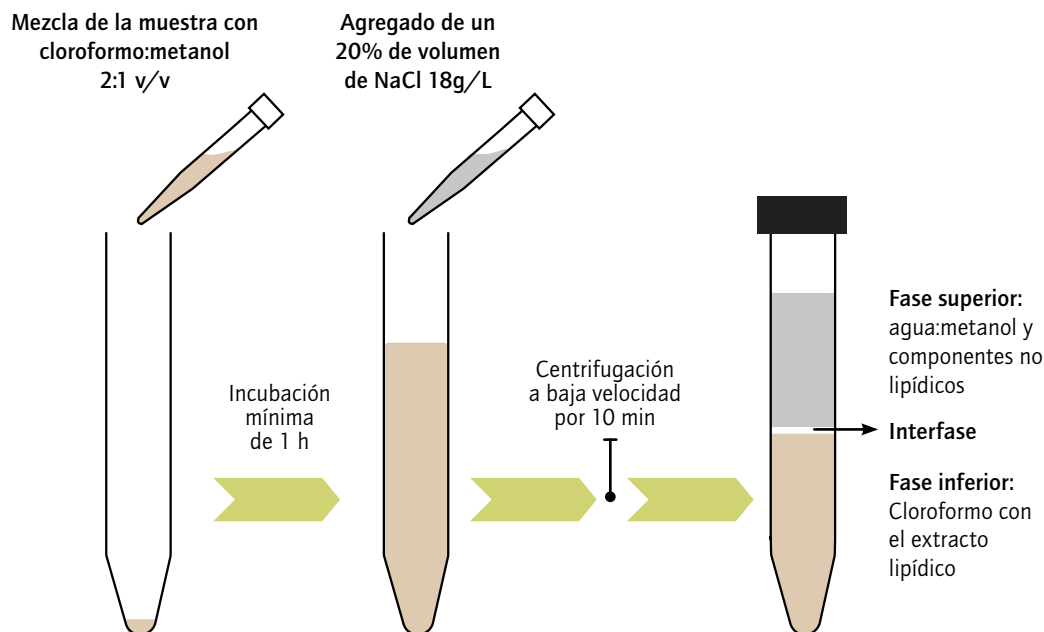 Mezcla de la muestra con
cloroformo:metanol
2:1 v/v
Agregado de un
20% de volumen
de NaCl 18g/L
Incubación
mínima
de 1 h
Centrifugación
a baja velocidad
por 10 min
Fase superior:
agua:metanol y
componentes no
lipídicos
Interfase
Fase inferior:
Cloroformo con
el extracto
lipídico